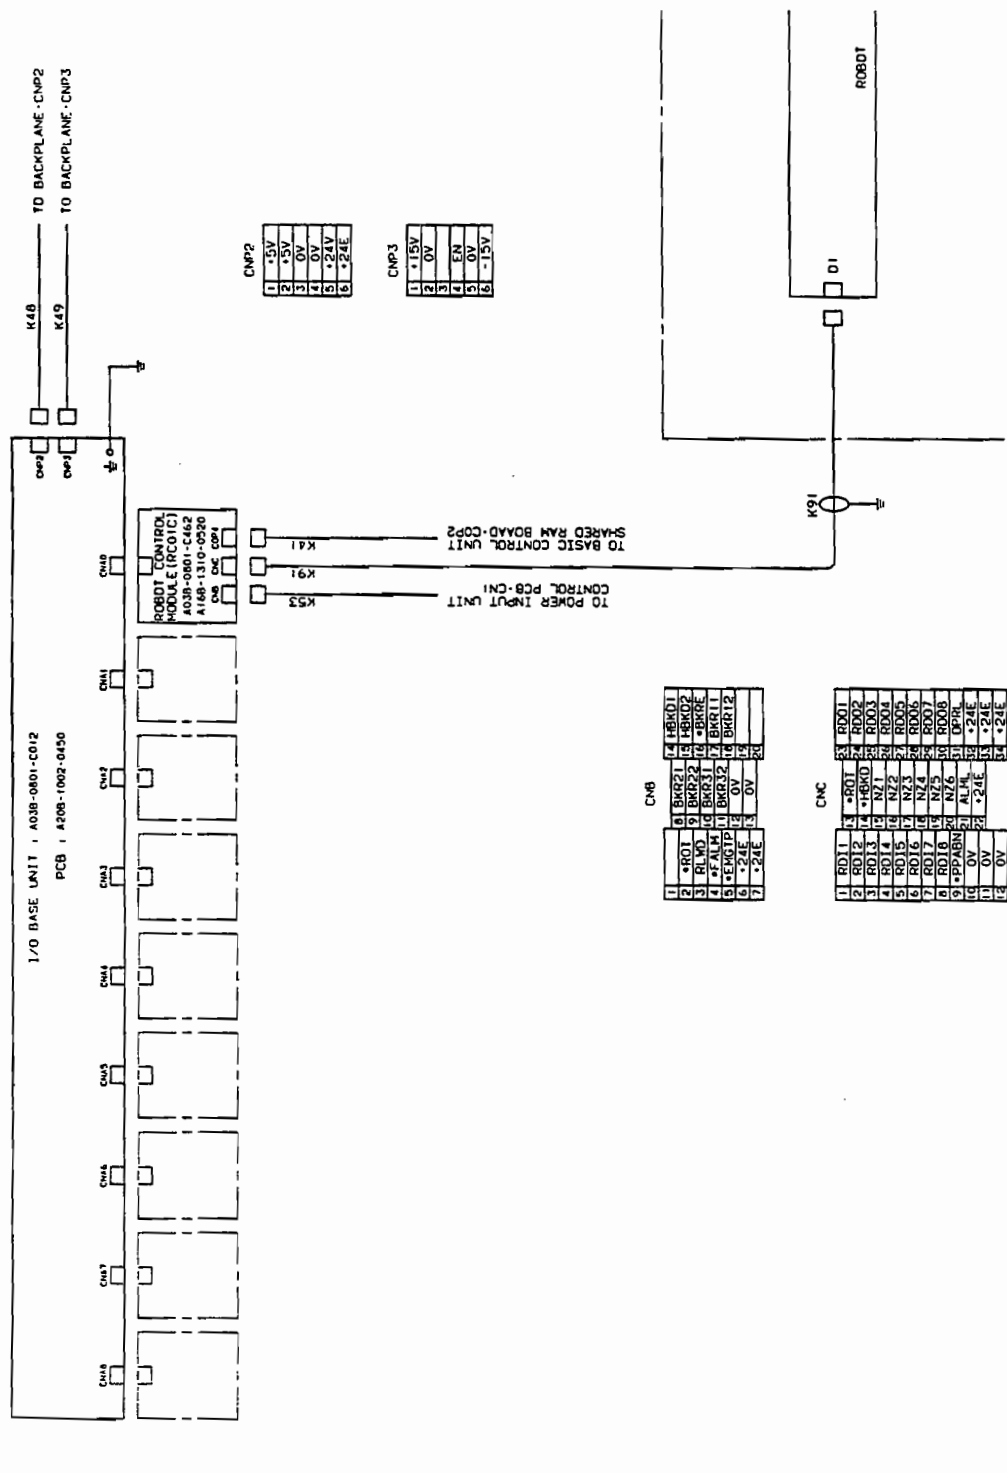 I/O BASE UNIT : A03B-0801-C012
PCB : A20B-1002-0450
CNA8
CNA7
CNA6
CNA5
CNA4
CNA3
CNA2
CNA1
CNA0
CNP2
CNP3
K48
TO BACKPLANE-CNP2
K49
TO BACKPLANE-CNP3
ROBOT CONTROL
MODULE(RC01C)
A03B-0801-C462
A16B-1310-0520
CNB
CNC
COP4
K41
TO BASIC CONTROL UNIT
SHARED RAM BOAAD-COP2
K91
K53
TO POWER INPUT UNIT
CONTROL PCB-CN1
K91
D1
ROBOT
CNP2
1 +5V
2 +5V
3 0V
4 0V
5 +24V
6 +24E
CNP3
1 +15V
2 0V
3
4 EN
5 0V
6 -15V
CNB
1 8 BKR21 14 HBKD1
2 *ROT 9 BKR22 15 HBKD2
3 RLWD 10 BKR31 16 *BKRE
4 *FALM 11 BKR32 17 BKR11
5 *EMGTP 12 0V 18 BKR12
6 +24E 13 0V 19
7 +24E 20
CNC
1 RDI1 13 *ROT 23 RDO1
2 RDI2 14 *HBKD 24 RDO2
3 RDI3 15 NZ1 25 RDO3
4 RDI4 16 NZ2 26 RDO4
5 RDI5 17 NZ3 27 RDO5
6 RDI6 18 NZ4 28 RDO6
7 RDI7 19 NZ5 29 RDO7
8 RDI8 20 NZ6 30 RDO8
9 *PPABN 21 ALML 31 OPRL
10 0V 22 +24E 32 +24E
11 0V 33 +24E
12 0V 34 +24E